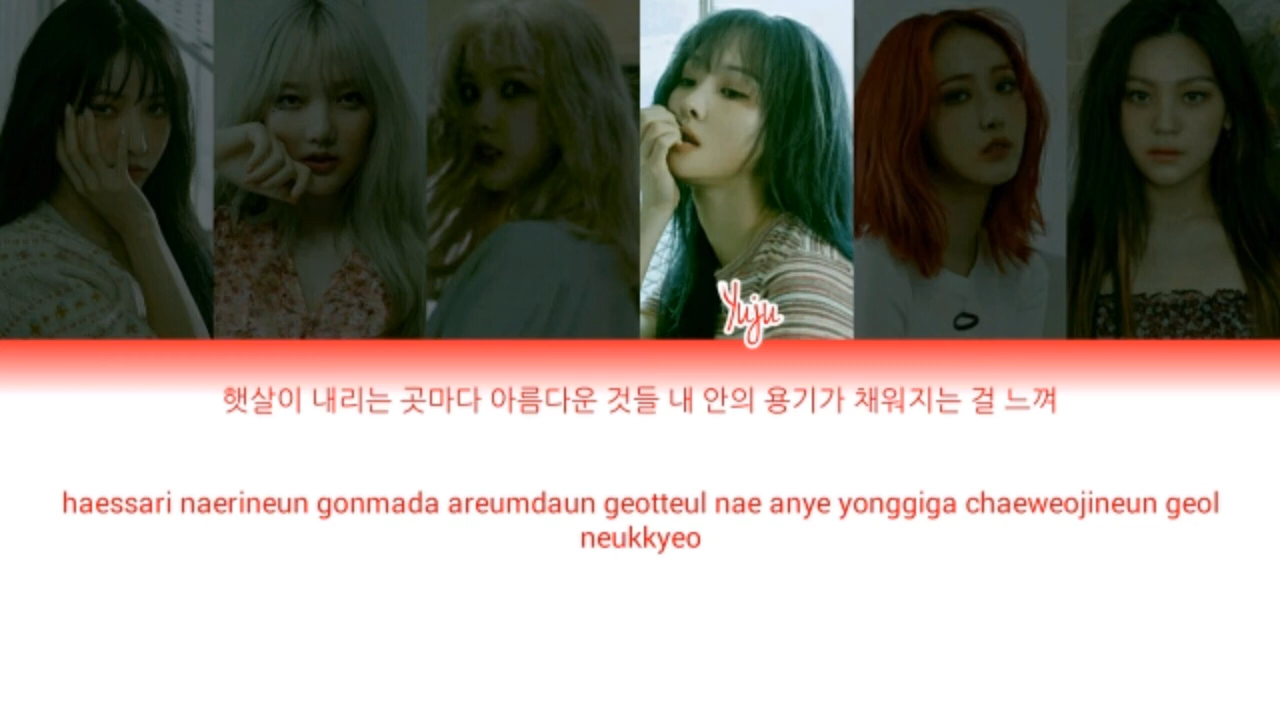 Yuju
햇살이 내리는 곳마다 아름다운 것들 내 안의 용기가 채워지는 걸 느껴
haessari naerineun gonmada areumdaun geotteul nae anye yonggiga chaeweojineun geol
neukkyeo